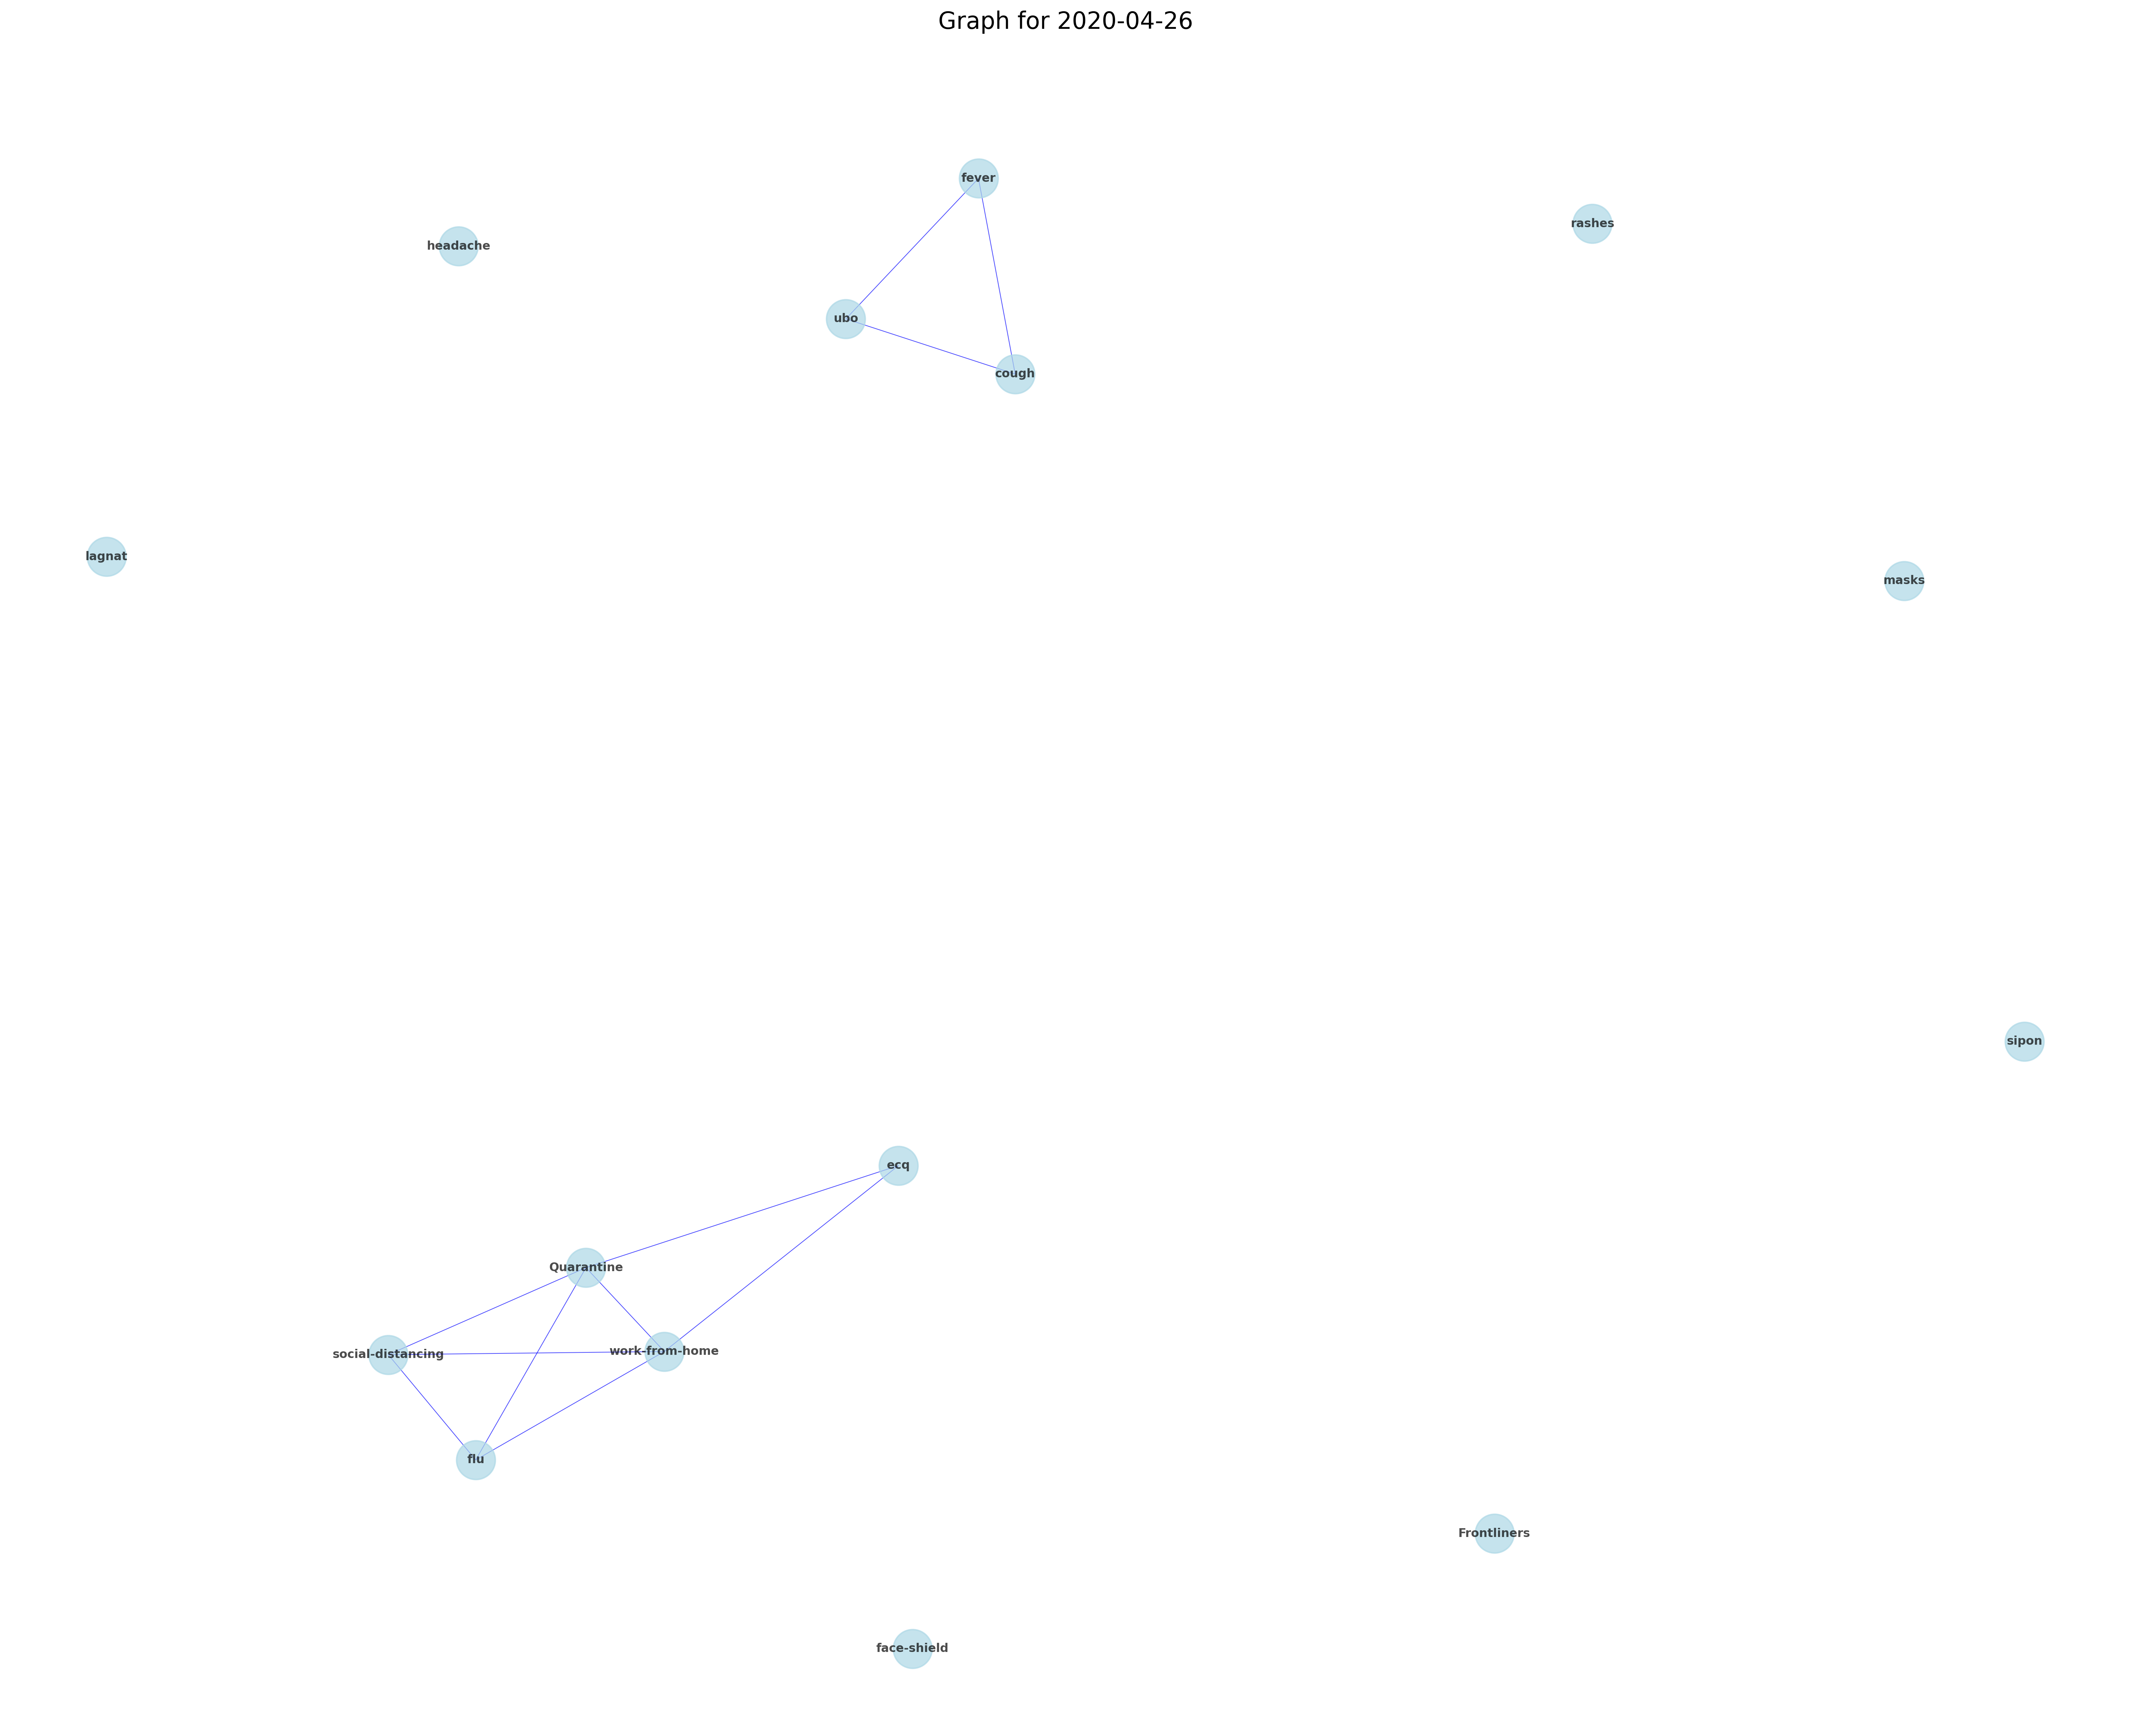 Graph for 2020-04-26
fever
rashes
headache
ubo
cough
lagnat
masks
sipon
ecq
Quarantine
social-distancing
work-from-home
flu
Frontliners
face-shield